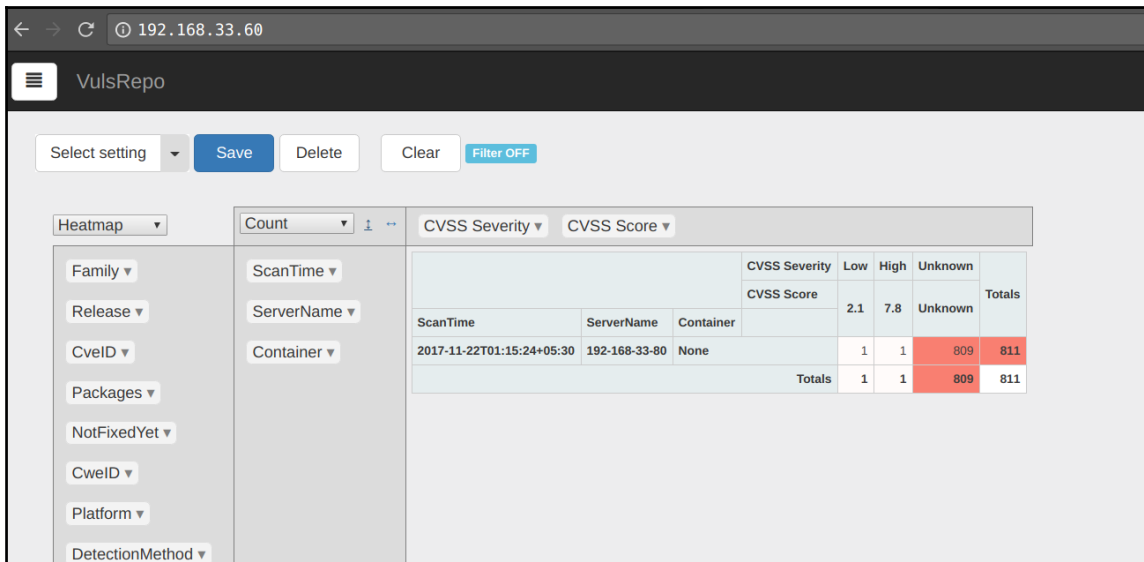 192.168.33.60
VulsRepo
Select setting Save Delete Clear Filter OFF
Heatmap Count CVSS Severity CVSS Score
Family
Release
CveID
Packages
NotFixedYet
CweID
Platform
DetectionMethod
ScanTime
ServerName
Container
CVSS Severity Low High Unknown Totals
CVSS Score 2.1 7.8 Unknown
ScanTime ServerName Container
2017-11-22T01:15:24+05:30 192-168-33-80 None 1 1 809 811
Totals 1 1 809 811